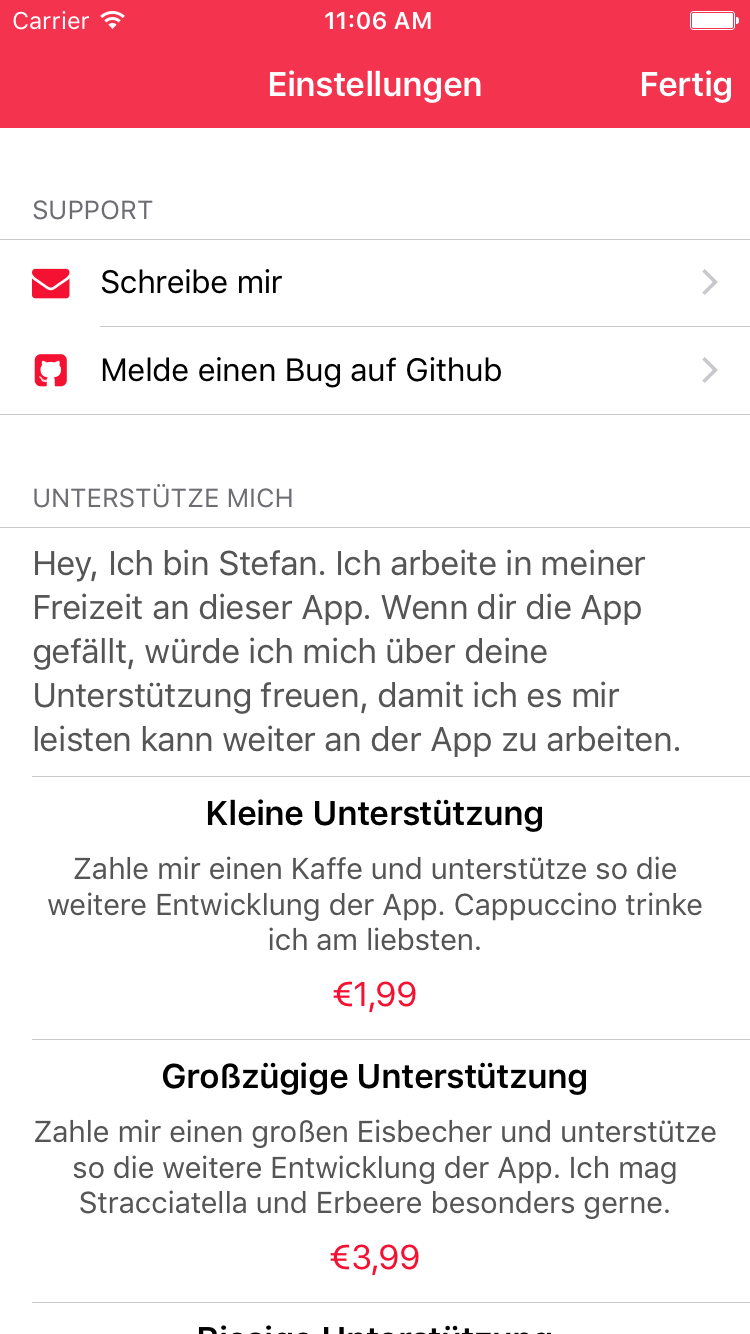 Carrier
11:06 AM
Einstellungen
Fertig
SUPPORT
Schreibe mir
Melde einen Bug auf Github
UNTERSTÜTZE MICH
Hey, Ich bin Stefan. Ich arbeite in meiner
Freizeit an dieser App. Wenn dir die App
gefällt, würde ich mich über deine
Unterstützung freuen, damit ich es mir
leisten kann weiter an der App zu arbeiten.
Kleine Unterstützung
Zahle mir einen Kaffe und unterstütze so die
weitere Entwicklung der App. Cappuccino trinke
ich am liebsten.
€1,99
Großzügige Unterstützung
Zahle mir einen großen Eisbecher und unterstütze
so die weitere Entwicklung der App. Ich mag
Stracciatella und Erbeere besonders gerne.
€3,99
Unterstützung